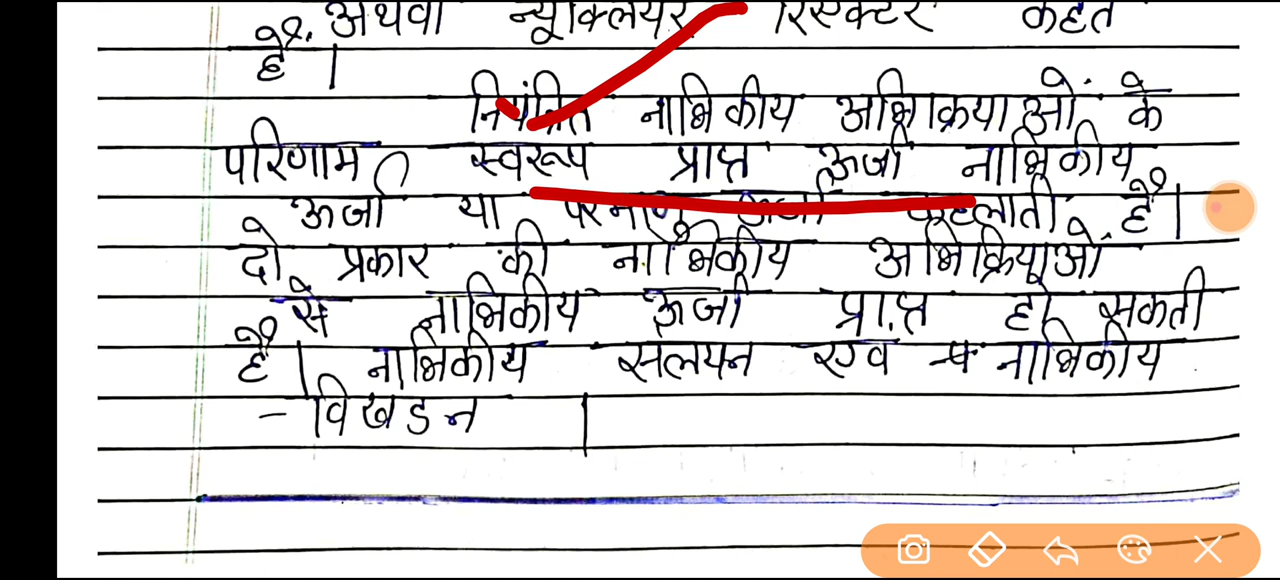 अथवा न्यूक्लियर रिएक्टर कहते
हैं।
नियंत्रित नाभिकीय अभिक्रियाओं के
परिणाम स्वरूप प्राप्त ऊर्जा नाभिकीय
ऊर्जा या परमाणु ऊर्जा कहलाती है।
दो प्रकार की नाभिकीय अभिक्रियाओं
से नाभिकीय ऊर्जा प्राप्त हो सकती
है। नाभिकीय संलयन एवं नाभिकीय
- विखंडन ।